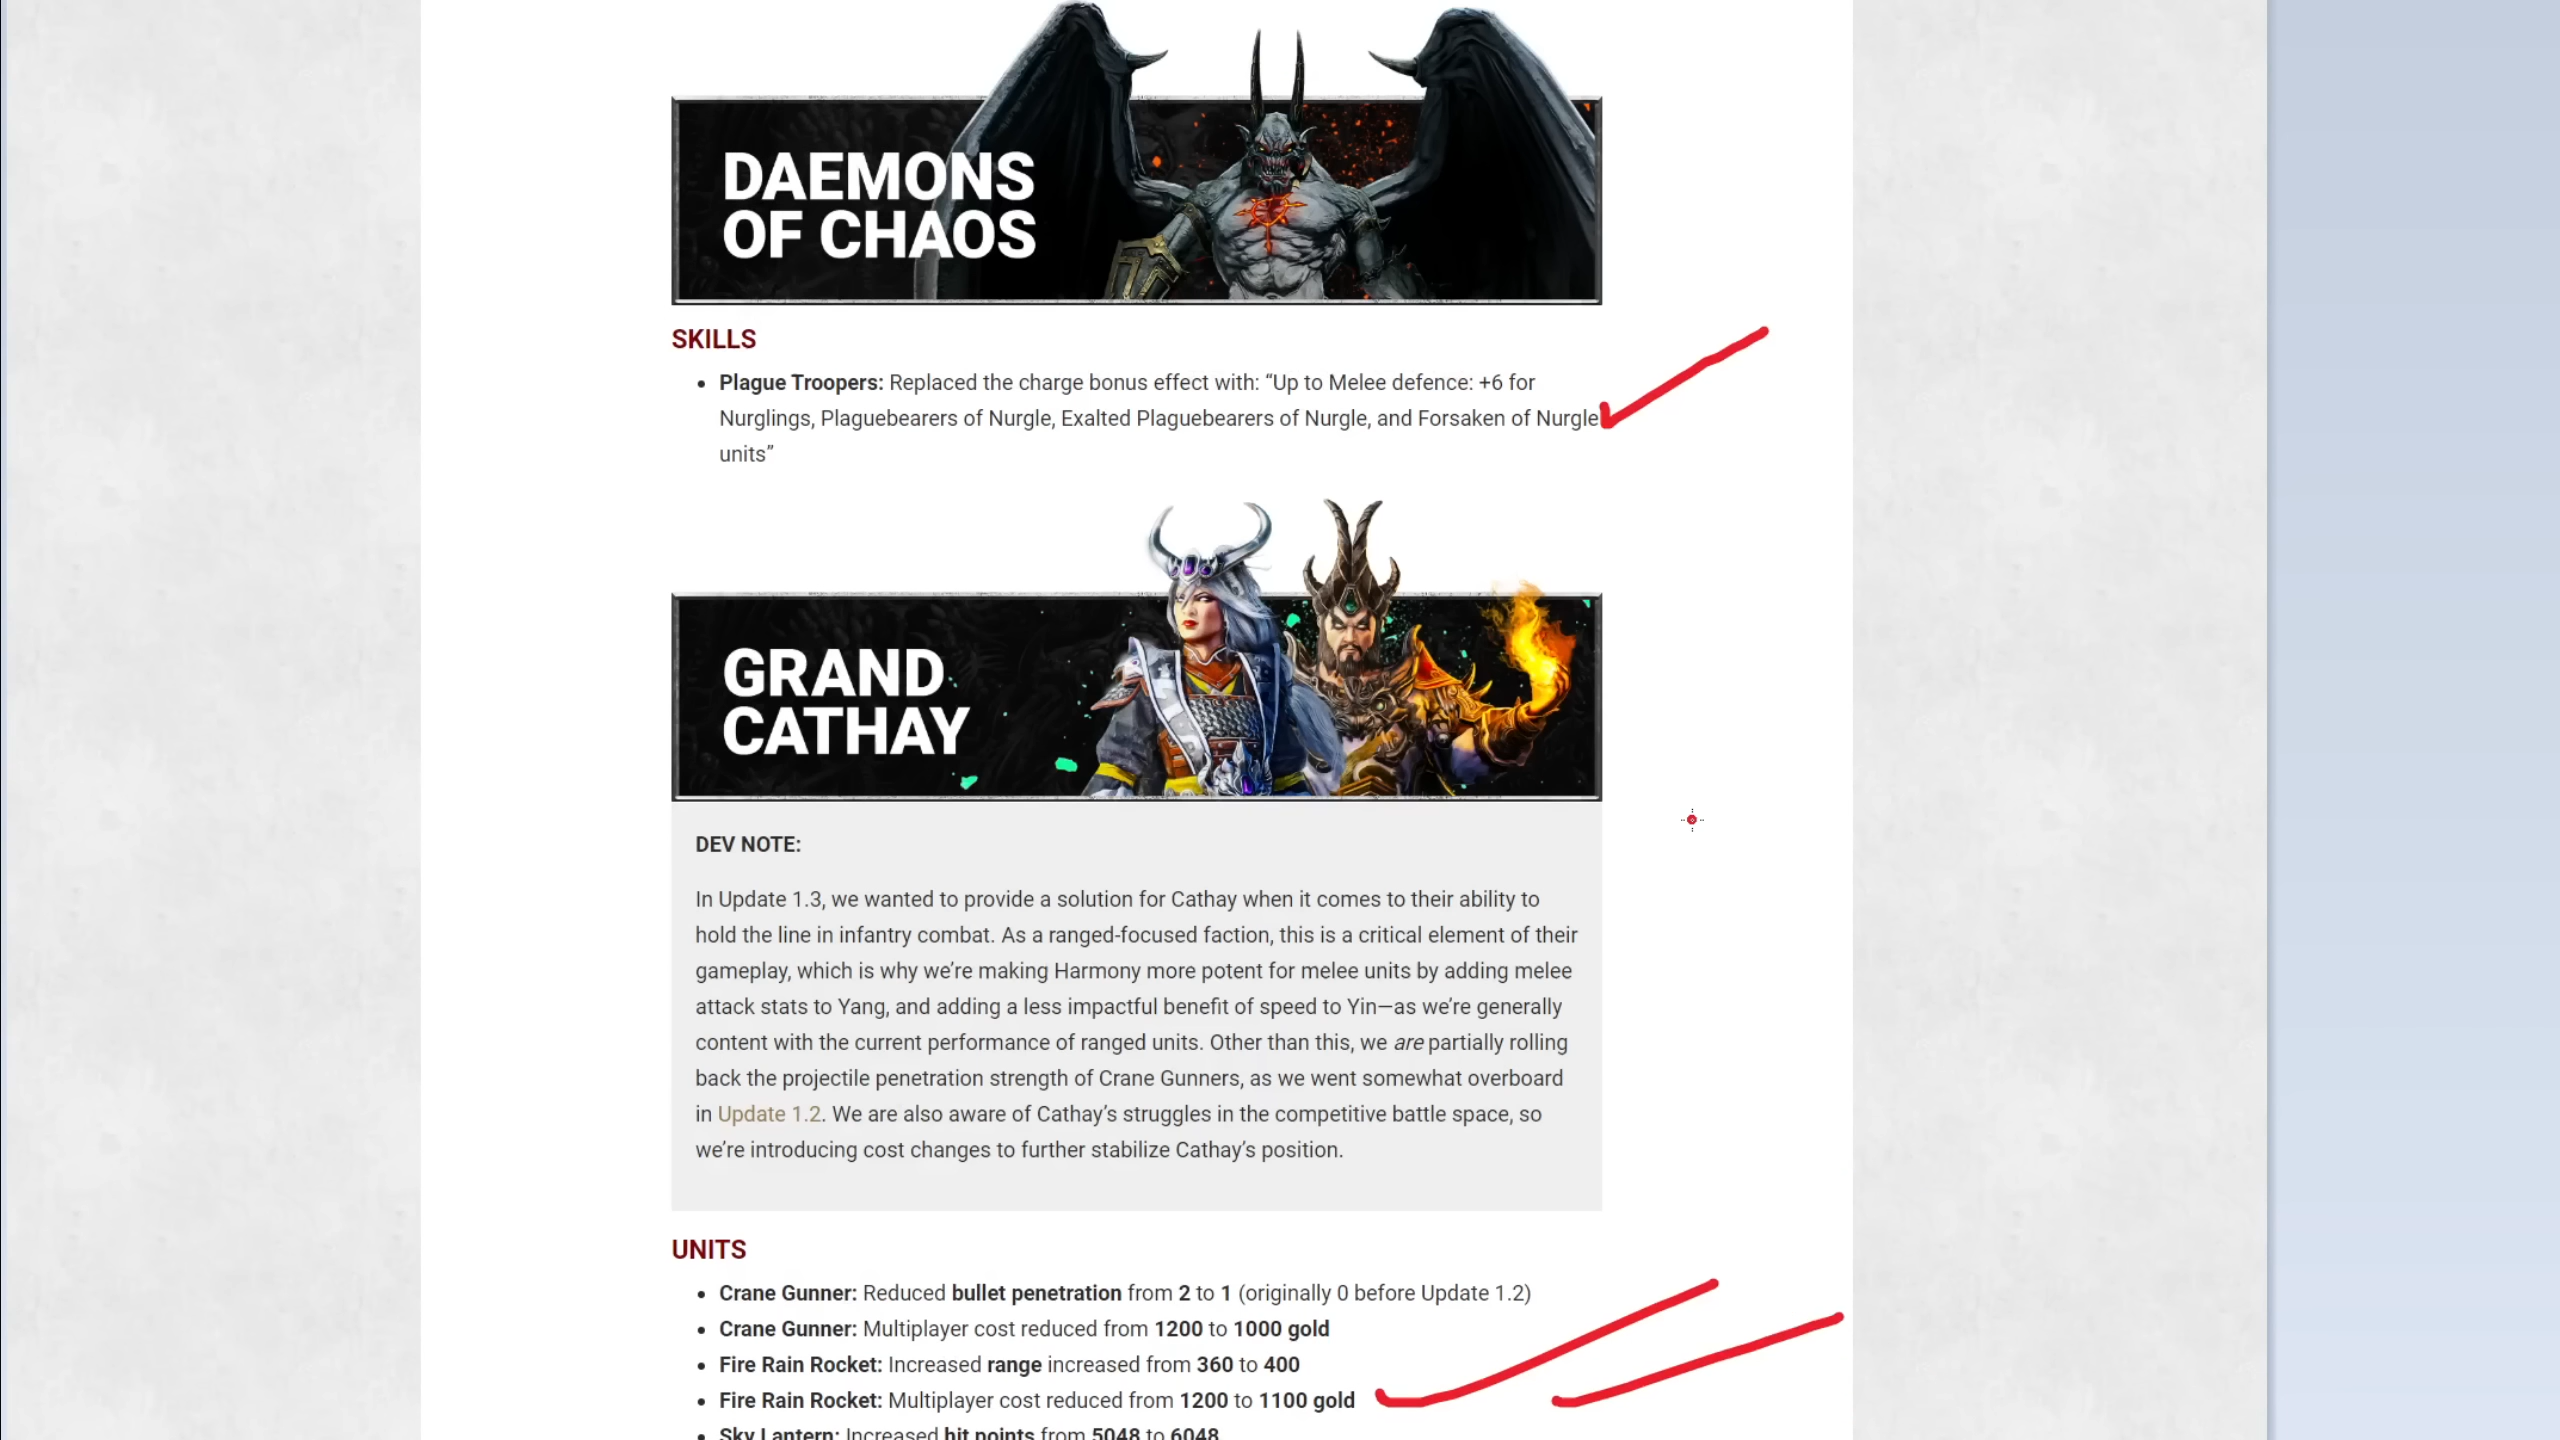 DAEMONS
OF CHAOS
SKILLS
• Plague Troopers: Replaced the charge bonus effect with: “Up to Melee defence: +6 for
Nurglings, Plaguebearers of Nurgle, Exalted Plaguebearers of Nurgle, and Forsaken of Nurgle
units”
GRAND
CATHAY
DEV NOTE:
In Update 1.3, we wanted to provide a solution for Cathay when it comes to their ability to
hold the line in infantry combat. As a ranged-focused faction, this is a critical element of their
gameplay, which is why we’re making Harmony more potent for melee units by adding melee
attack stats to Yang, and adding a less impactful benefit of speed to Yin—as we’re generally
content with the current performance of ranged units. Other than this, we are partially rolling
back the projectile penetration strength of Crane Gunners, as we went somewhat overboard
in Update 1.2. We are also aware of Cathay’s struggles in the competitive battle space, so
we’re introducing cost changes to further stabilize Cathay’s position.
UNITS
• Crane Gunner: Reduced bullet penetration from 2 to 1 (originally 0 before Update 1.2)
• Crane Gunner: Multiplayer cost reduced from 1200 to 1000 gold
• Fire Rain Rocket: Increased range increased from 360 to 400
• Fire Rain Rocket: Multiplayer cost reduced from 1200 to 1100 gold
• Sky Lantern: Increased hit points from 5048 to 6048